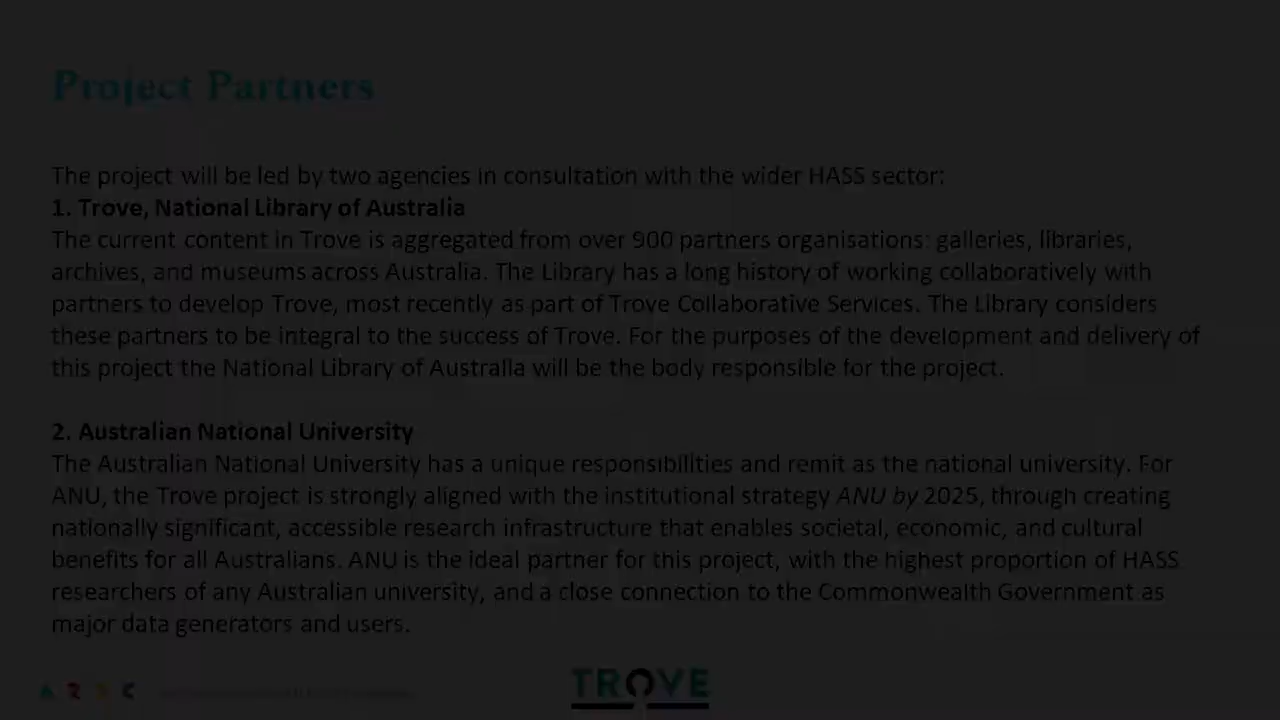 Project Partners
The project will be led by two agencies in consultation with the wider HASS sector:
1. Trove, National Library of Australia
The current content in Trove is aggregated from over 900 partners organisations: galleries, libraries,
archives, and museums across Australia. The Library has a long history of working collaboratively with
partners to develop Trove, most recently as part of Trove Collaborative Services. The Library considers
these partners to be integral to the success of Trove. For the purposes of the development and delivery of
this project the National Library of Australia will be the body responsible for the project.
2. Australian National University
The Australian National University has a unique responsibilities and remit as the national university. For
ANU, the Trove project is strongly aligned with the institutional strategy ANU by 2025, through creating
nationally significant, accessible research infrastructure that enables societal, economic, and cultural
benefits for all Australians. ANU is the ideal partner for this project, with the highest proportion of HASS
researchers of any Australian university, and a close connection to the Commonwealth Government as
major data generators and users.
ARDC
TROVE